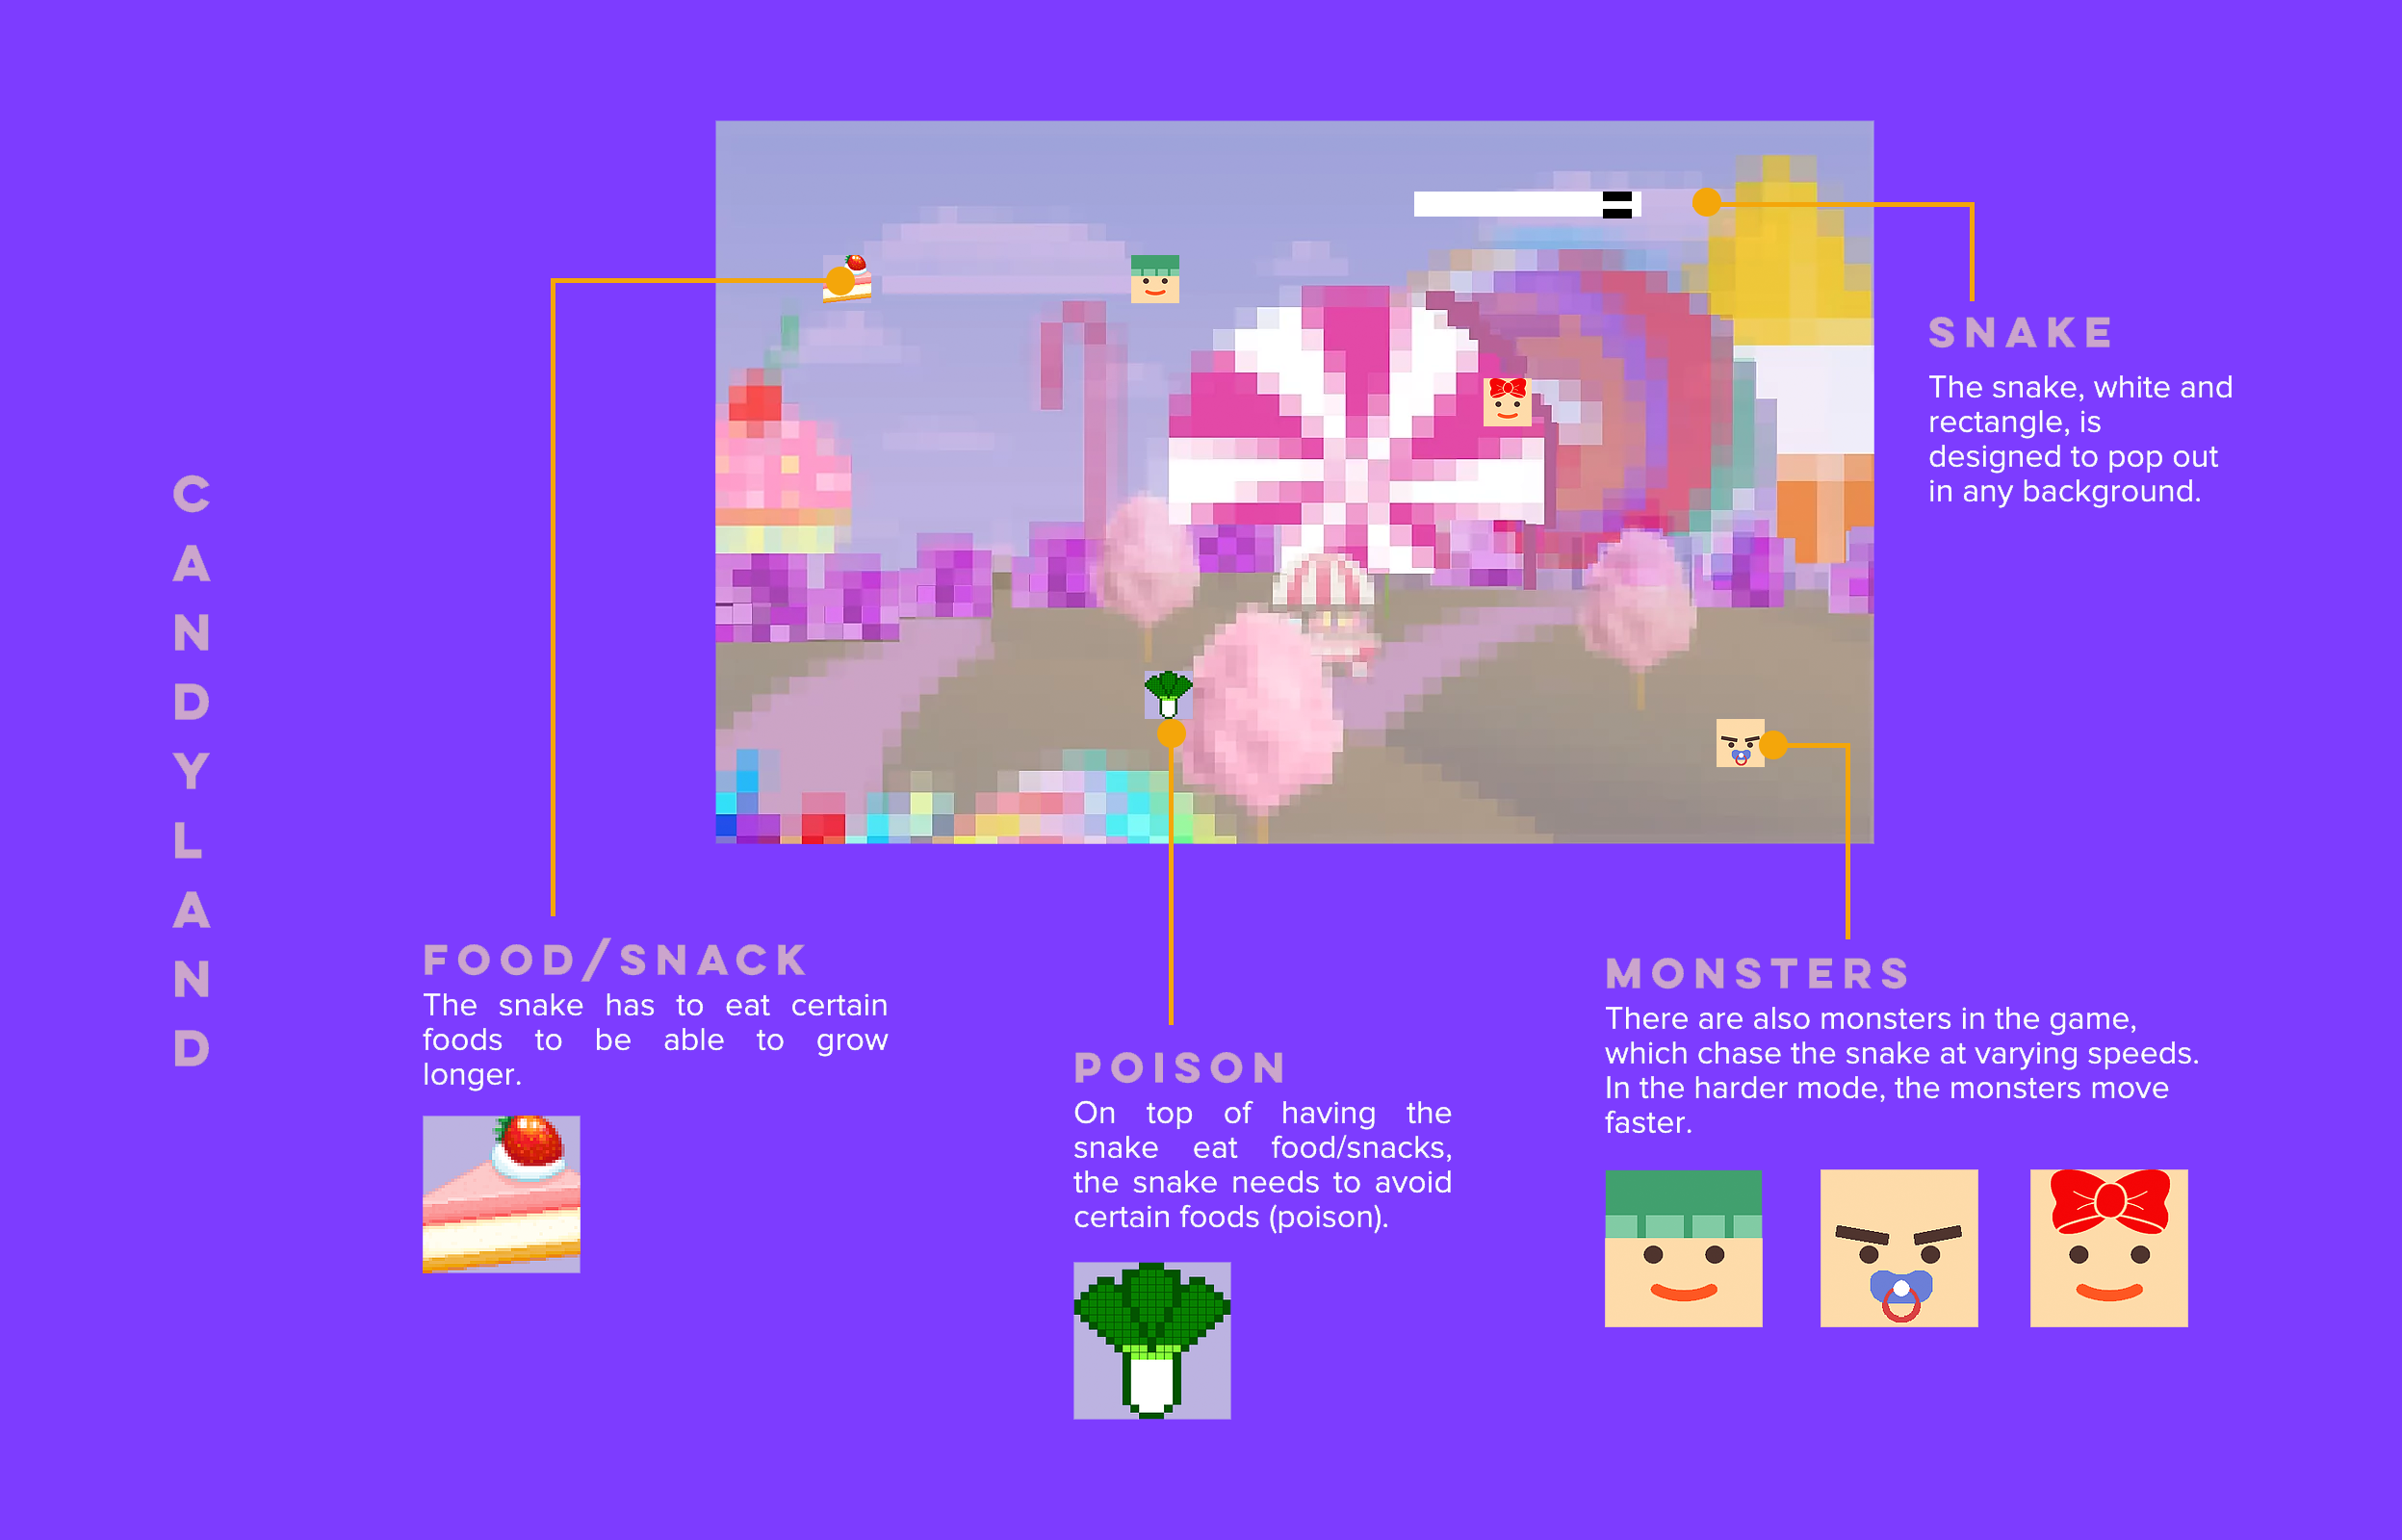 CANDYLAND
SNAKE
The snake, white and
rectangle, is
designed to pop out
in any background.
FOOD/SNACK
The snake has to eat certain
foods to be able to grow
longer.
POISON
On top of having the
snake eat food/snacks,
the snake needs to avoid
certain foods (poison).
MONSTERS
There are also monsters in the game,
which chase the snake at varying speeds.
In the harder mode, the monsters move
faster.